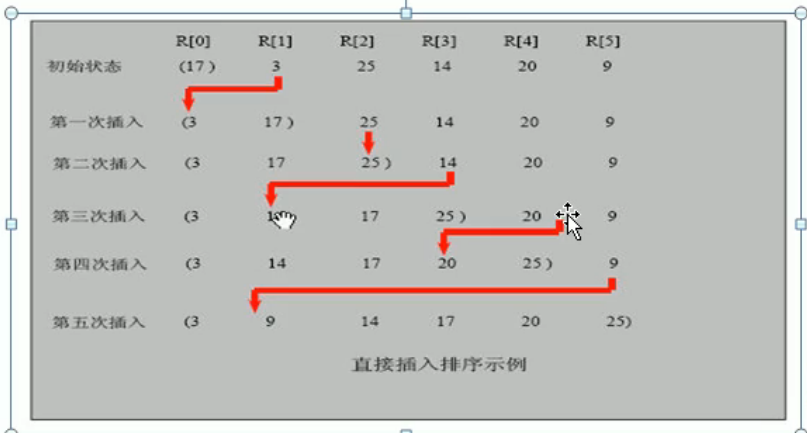 R[0] R[1] R[2] R[3] R[4] R[5]
初始状态 (17) 3 25 14 20 9
第一次插入 (3 17) 25 14 20 9
第二次插入 (3 17 25) 14 20 9
第三次插入 (3 17 25) 20 9
第四次插入 (3 14 17 20 25) 9
第五次插入 (3 9 14 17 20 25)
直接插入排序示例